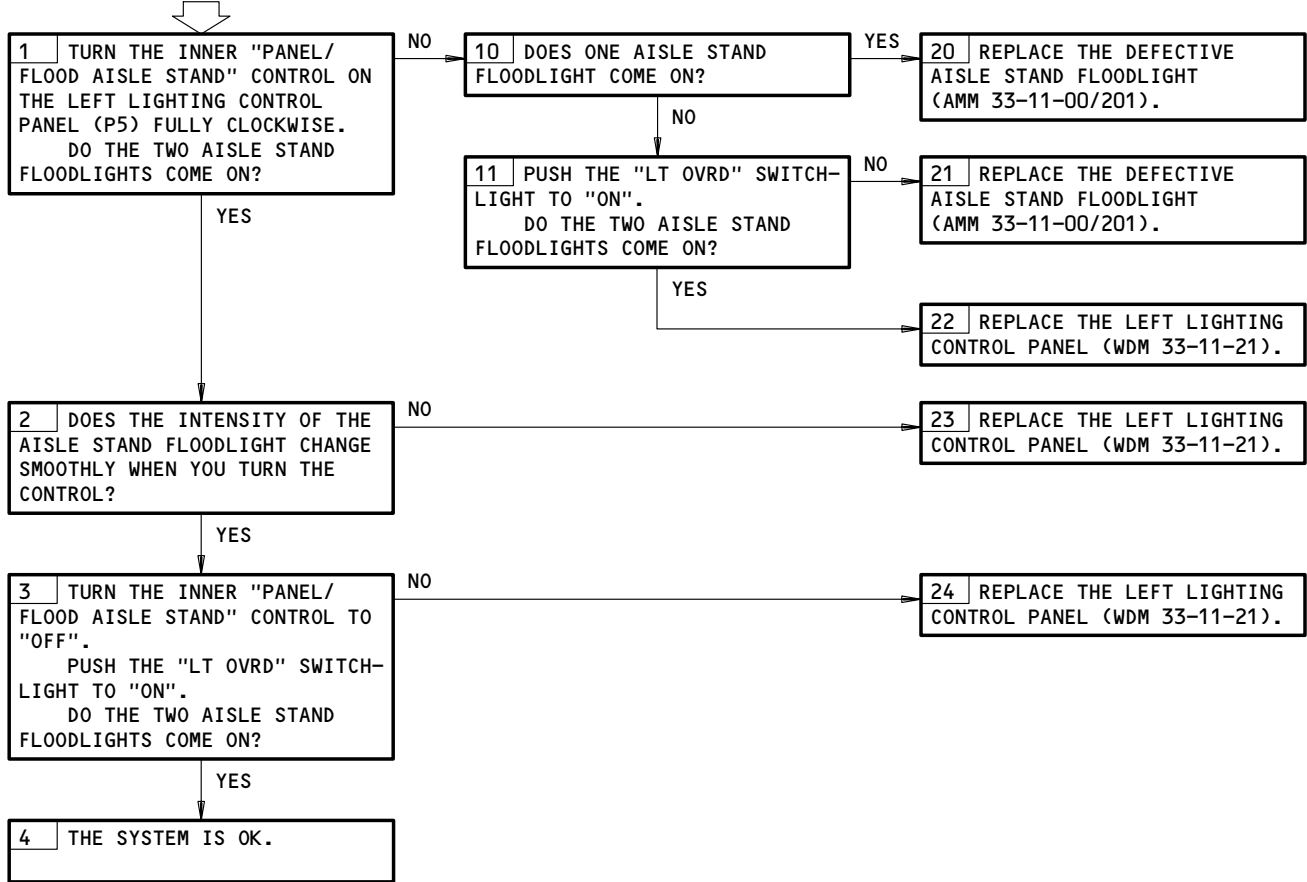 1 TURN THE INNER "PANEL/
FLOOD AISLE STAND" CONTROL ON
THE LEFT LIGHTING CONTROL
PANEL (P5) FULLY CLOCKWISE.
DO THE TWO AISLE STAND
FLOODLIGHTS COME ON?
NO
10 DOES ONE AISLE STAND
FLOODLIGHT COME ON?
YES
20 REPLACE THE DEFECTIVE
AISLE STAND FLOODLIGHT
(AMM 33-11-00/201).
NO
11 PUSH THE "LT OVRD" SWITCH-
LIGHT TO "ON".
DO THE TWO AISLE STAND
FLOODLIGHTS COME ON?
NO
21 REPLACE THE DEFECTIVE
AISLE STAND FLOODLIGHT
(AMM 33-11-00/201).
YES
YES
22 REPLACE THE LEFT LIGHTING
CONTROL PANEL (WDM 33-11-21).
2 DOES THE INTENSITY OF THE
AISLE STAND FLOODLIGHT CHANGE
SMOOTHLY WHEN YOU TURN THE
CONTROL?
NO
23 REPLACE THE LEFT LIGHTING
CONTROL PANEL (WDM 33-11-21).
YES
3 TURN THE INNER "PANEL/
FLOOD AISLE STAND" CONTROL TO
"OFF".
PUSH THE "LT OVRD" SWITCH-
LIGHT TO "ON".
DO THE TWO AISLE STAND
FLOODLIGHTS COME ON?
NO
24 REPLACE THE LEFT LIGHTING
CONTROL PANEL (WDM 33-11-21).
YES
4 THE SYSTEM IS OK.